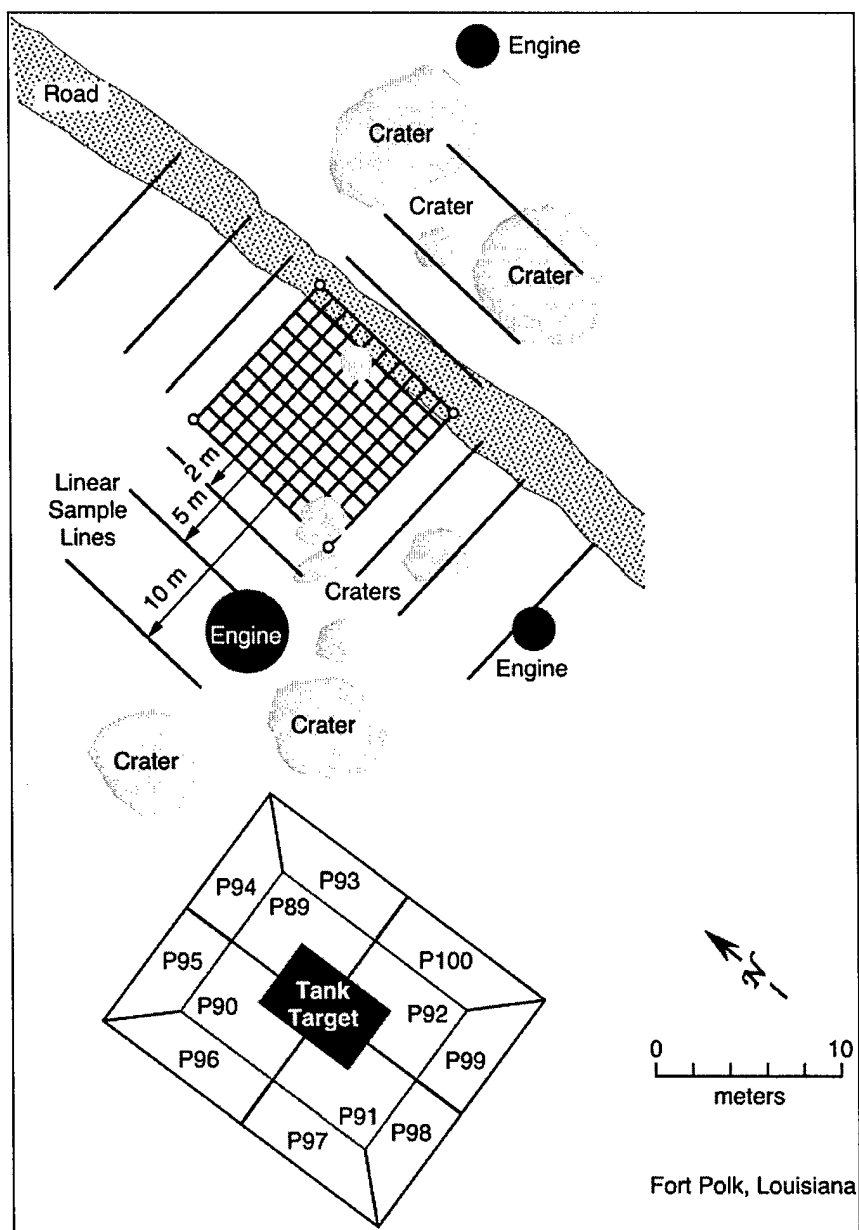 Engine
Road
Crater
Crater
Crater
2 m
5 m
10 m
Linear
Sample
Lines
Craters
Engine
Engine
Crater
Crater
P93
P94
P89
P100
P95
Tank
Target
P90
P92
P96
P99
P91
P98
P97
N
0 10
meters
Fort Polk, Louisiana